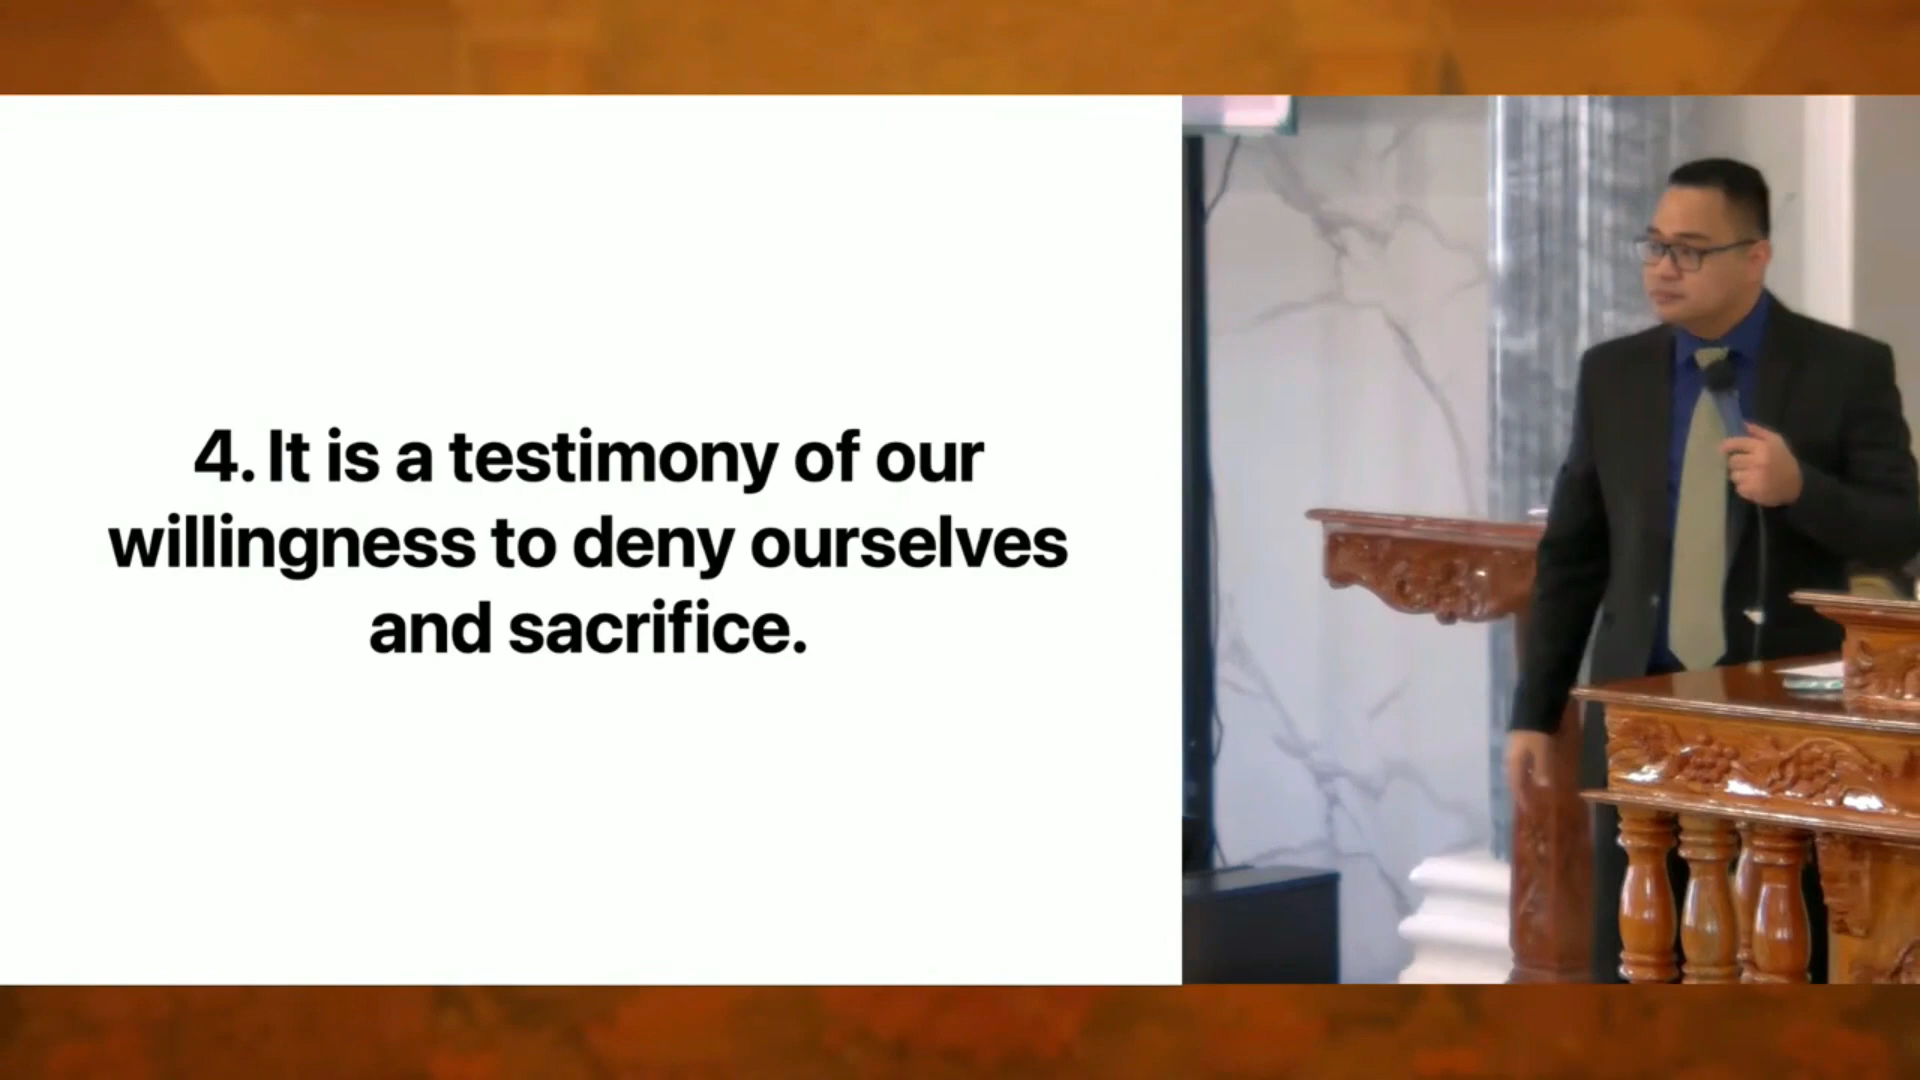 4. It is a testimony of our
willingness to deny ourselves
and sacrifice.